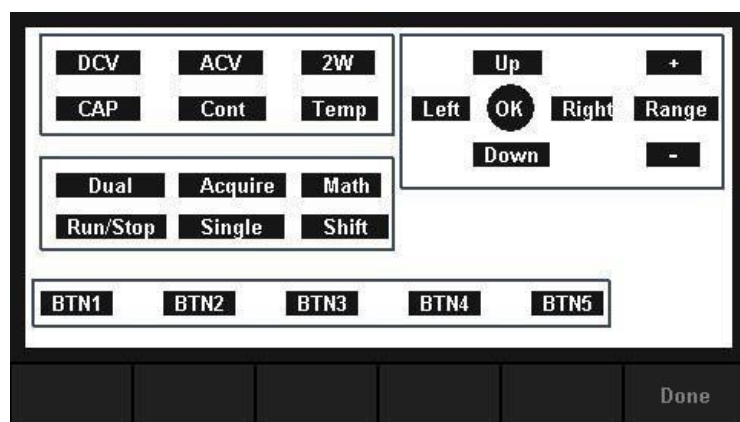 DCV ACV 2W
CAP Cont Temp
Up
Left OK Right
Down
+
Range
-
Dual Acquire Math
Run/Stop Single Shift
BTN1 BTN2 BTN3 BTN4 BTN5
Done